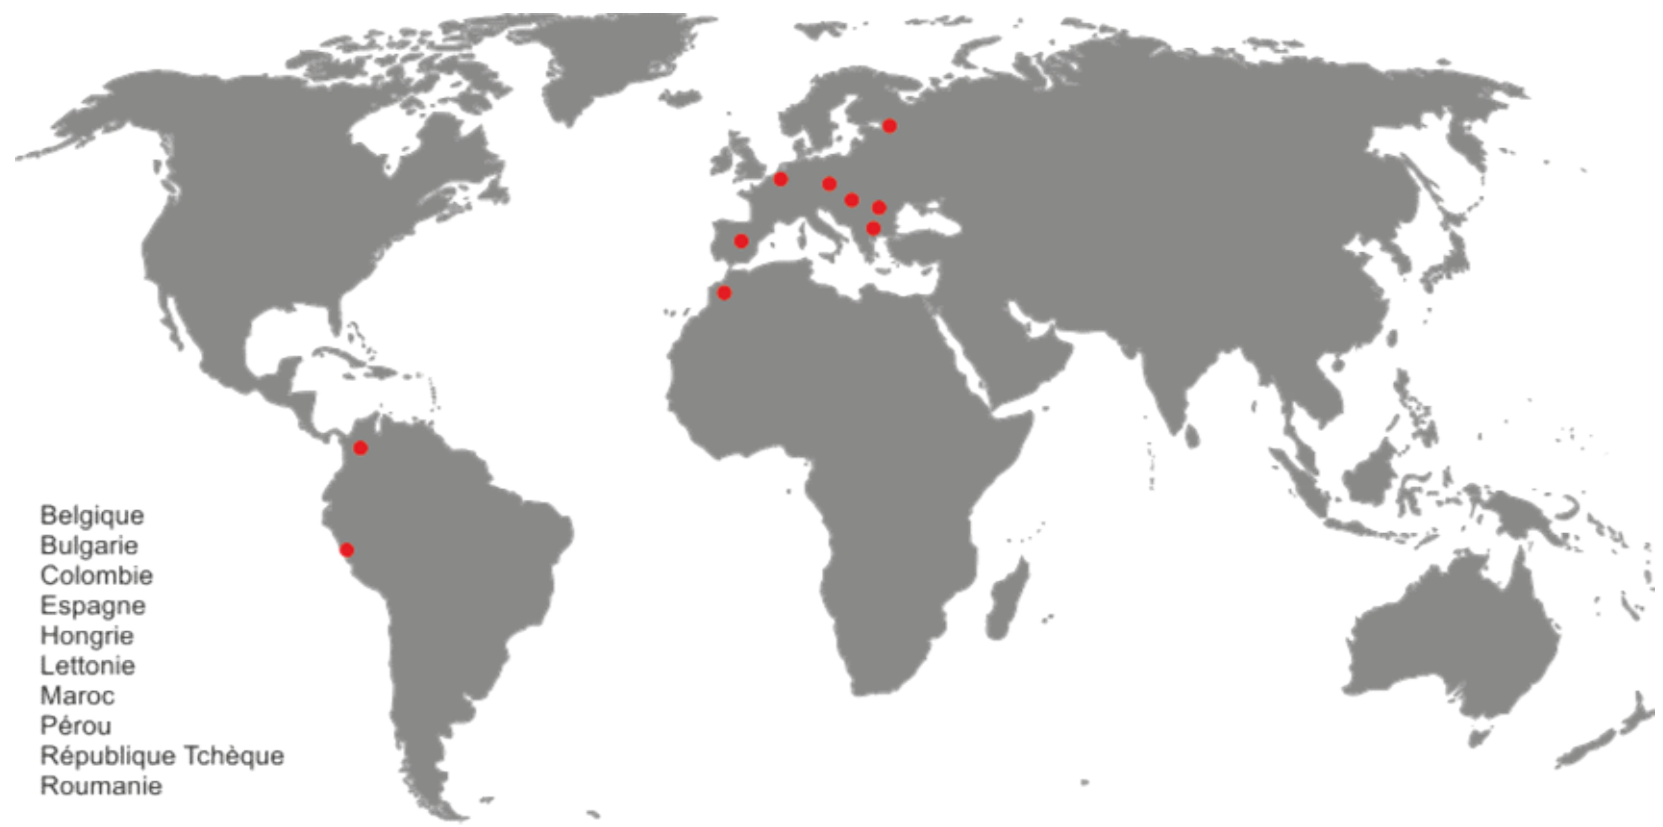 Belgique
Bulgarie
Colombie
Espagne
Hongrie
Lettonie
Maroc
Pérou
République Tchèque
Roumanie